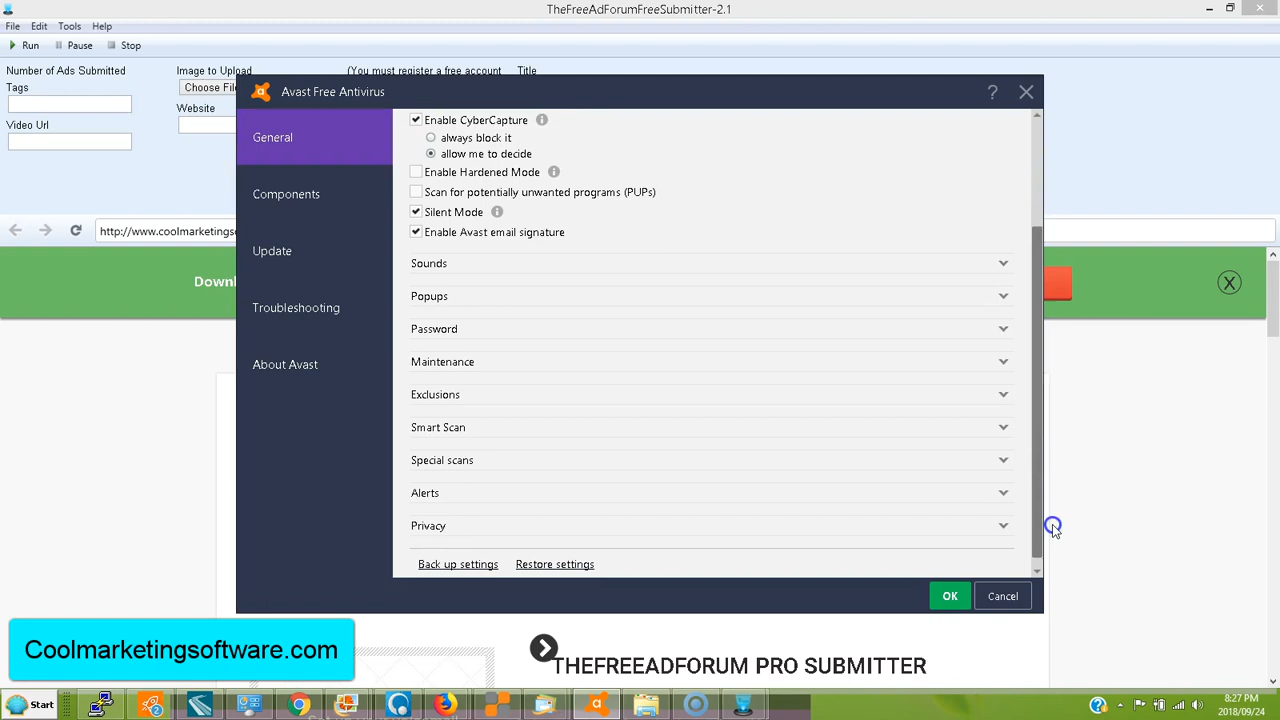 TheFreeAdForumFreeSubmitter-2.1
File Edit Tools Help
Run Pause Stop
Number of Ads Submitted
Image to Upload
(You must register a free account
Title
Tags
Choose Fil
Website
Video Url
http://www.coolmarketings
Downl
X
Avast Free Antivirus
?
General
Components
Update
Troubleshooting
About Avast
Enable CyberCapture
always block it
allow me to decide
Enable Hardened Mode
Scan for potentially unwanted programs (PUPs)
Silent Mode
Enable Avast email signature
Sounds
Popups
Password
Maintenance
Exclusions
Smart Scan
Special scans
Alerts
Privacy
Back up settings Restore settings
OK Cancel
Coolmarketingsoftware.com
THEFREEADFORUM PRO SUBMITTER
Start
8:27 PM
2018/09/24